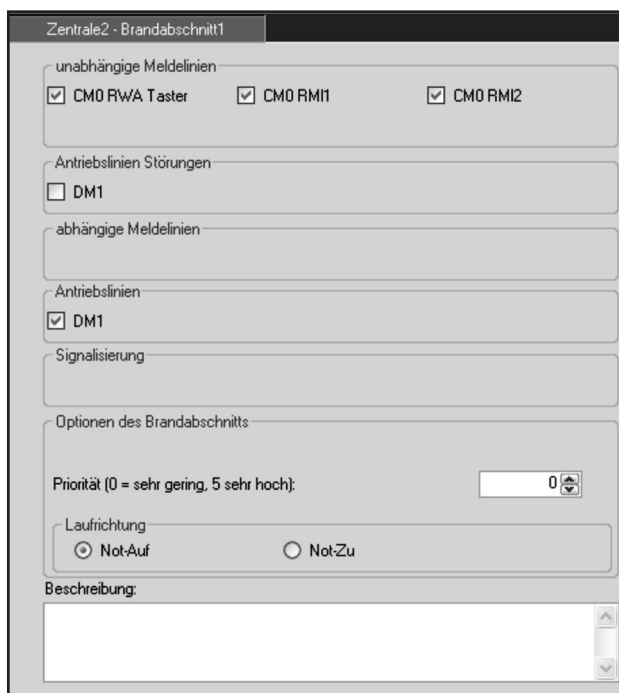 Zentrale2 - Brandabschnitt1
unabhängige Meldelinien
CM0 RWA Taster CM0 RMI1 CM0 RMI2
Antriebslinien Störungen
DM1
abhängige Meldelinien
Antriebslinien
DM1
Signalisierung
Optionen des Brandabschnitts
Priorität (0 = sehr gering, 5 sehr hoch): 0
Laufrichtung
Not-Auf Not-Zu
Beschreibung: